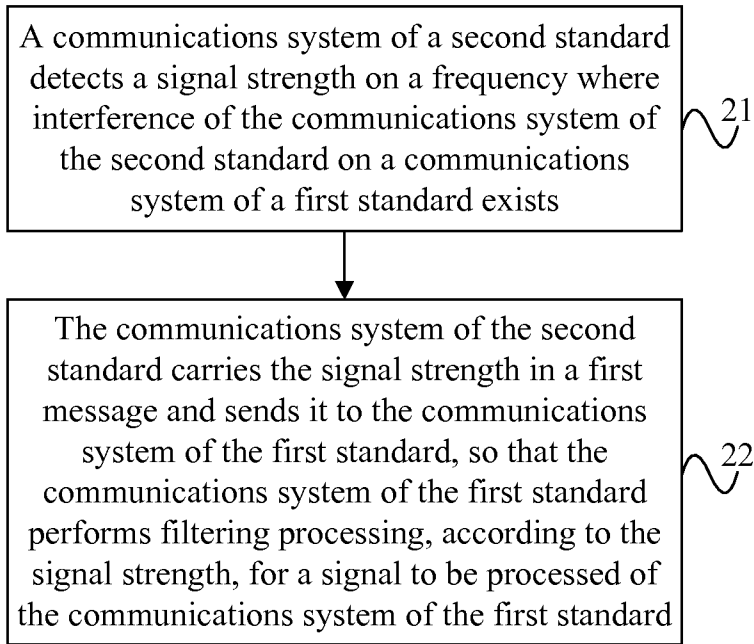 A communications system of a second standard
detects a signal strength on a frequency where
interference of the communications system of
the second standard on a communications
system of a first standard exists
21
The communications system of the second
standard carries the signal strength in a first
message and sends it to the communications
system of the first standard, so that the
communications system of the first standard
performs filtering processing, according to the
signal strength, for a signal to be processed of
the communications system of the first standard
22